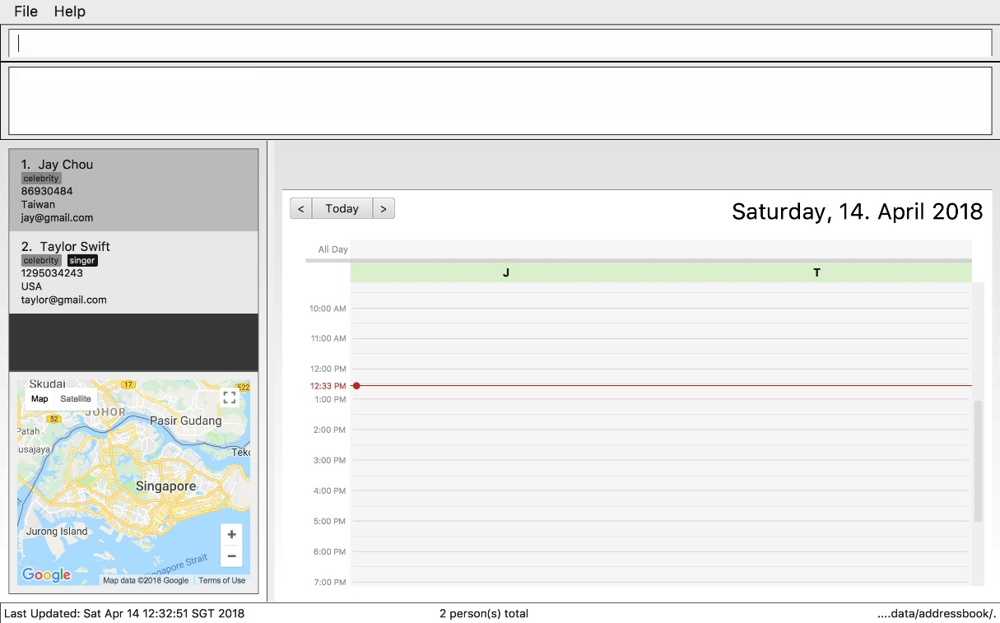 File Help
1. Jay Chou
celebrity
86930484
Taiwan
jay@gmail.com
2. Taylor Swift
celebrity singer
1295034243
USA
taylor@gmail.com
Skudai
17
E22
Map Satellite
JOHOR
52
Pasir Gudang
Patah
usajaya
Teko
Singapore
Jurong Island
+
−
Singapore Strait
Google
Map data ©2018 Google Terms of Use
< Today >
Saturday, 14. April 2018
All Day
J T
10:00 AM
11:00 AM
12:00 PM
12:33 PM
1:00 PM
2:00 PM
3:00 PM
4:00 PM
5:00 PM
6:00 PM
7:00 PM
Last Updated: Sat Apr 14 12:32:51 SGT 2018
2 person(s) total
....data/addressbook/.